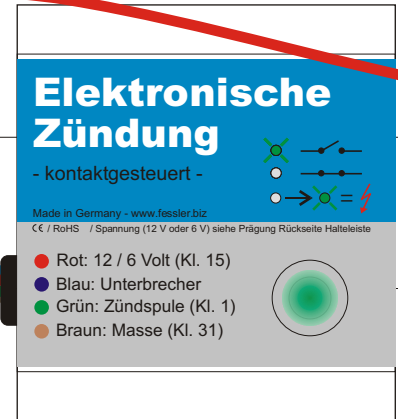 Elektronische
Zündung
- kontaktgesteuert -
Made in Germany - www.fessler.biz
CE / RoHS / Spannung (12 V oder 6 V) siehe Prägung Rückseite Halteleiste
Rot: 12 / 6 Volt (Kl. 15)
Blau: Unterbrecher
Grün: Zündspule (Kl. 1)
Braun: Masse (Kl. 31)